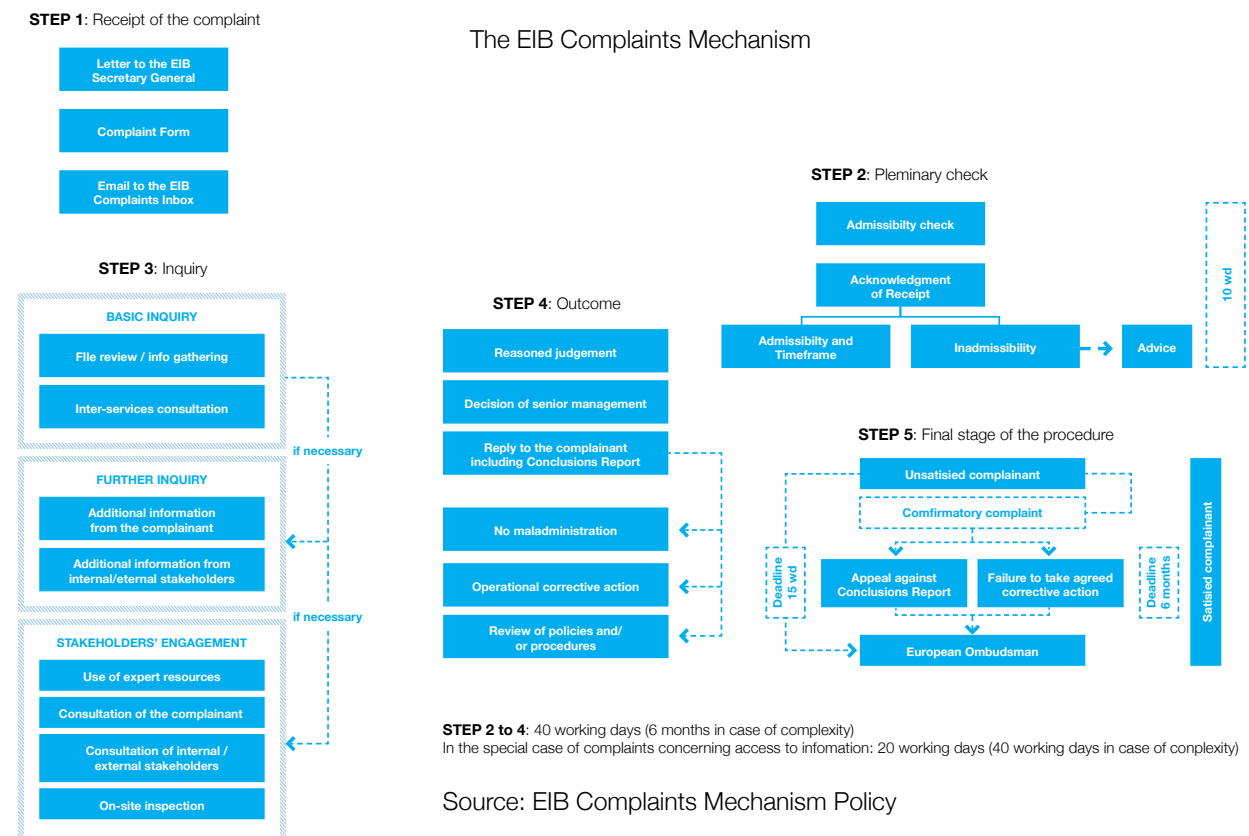 STEP 1: Receipt of the complaint
The EIB Complaints Mechanism
Letter to the EIB
Secretary General
Complaint Form
Email to the EIB
Complaints Inbox
STEP 2: Pleminary check
Admissibilty check
Acknowledgment
of Receipt
Admissibilty and
Timeframe
Inadmissibility
Advice
10 wd
STEP 3: Inquiry
BASIC INQUIRY
FIle review / info gathering
Inter-services consultation
if necessary
FURTHER INQUIRY
Additional information
from the complainant
Additional information from
internal/eternal stakeholders
if necessary
STAKEHOLDERS’ ENGAGEMENT
Use of expert resources
Consultation of the complainant
Consultation of internal /
external stakeholders
On-site inspection
STEP 4: Outcome
Reasoned judgement
Decision of senior management
Reply to the complainant
including Conclusions Report
No maladministration
Operational corrective action
Review of policies and/
or procedures
STEP 5: Final stage of the procedure
Unsatisied complainant
Comfirmatory complaint
Deadline
15 wd
Appeal against
Conclusions Report
Failure to take agreed
corrective action
Deadline
6 months
European Ombudsman
Satisied complainant
STEP 2 to 4: 40 working days (6 months in case of complexity)
In the special case of complaints concerning access to infomation: 20 working days (40 working days in case of conplexity)
Source: EIB Complaints Mechanism Policy